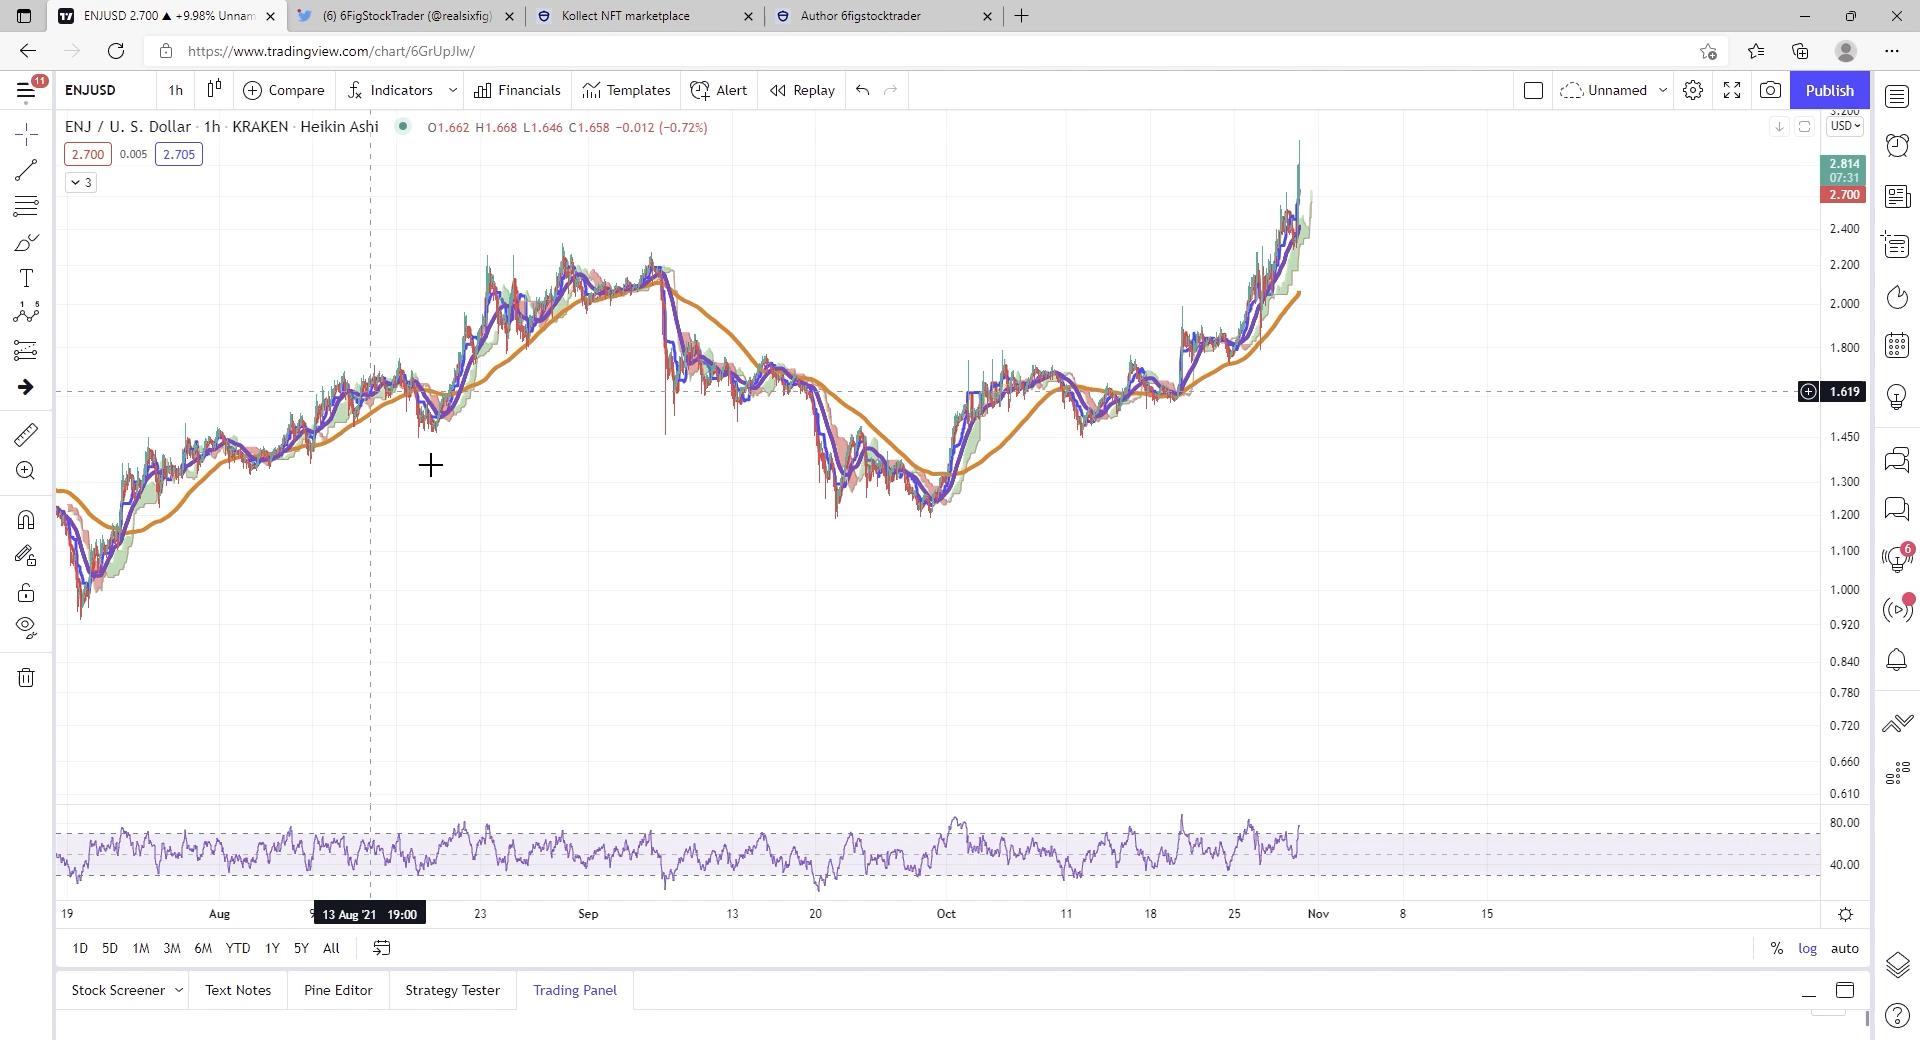 ENJUSD 2.700 ▲ +9.98% Unnam
(6) 6FigStockTrader (@realsixfig)
Kollect NFT marketplace
Author 6figstocktrader
https://www.tradingview.com/chart/6GrUpJIw/
11
ENJUSD
1h
Compare
Indicators
Financials
Templates
Alert
Replay
Unnamed
Publish
ENJ / U. S. Dollar · 1h · KRAKEN · Heikin Ashi
O1.662 H1.668 L1.646 C1.658 −0.012 (−0.72%)
3.200
USD
2.700 0.005 2.705
3
2.814
07:31
2.700
2.400
2.200
2.000
1.800
1.619
1.450
1.300
1.200
1.100
1.000
0.920
0.840
0.780
0.720
0.660
0.610
80.00
40.00
T
1 5
6
19 Aug 9 13 Aug '21 19:00 23 Sep 13 20 Oct 11 18 25 Nov 8 15
1D 5D 1M 3M 6M YTD 1Y 5Y All
% log auto
Stock Screener Text Notes Pine Editor Strategy Tester Trading Panel